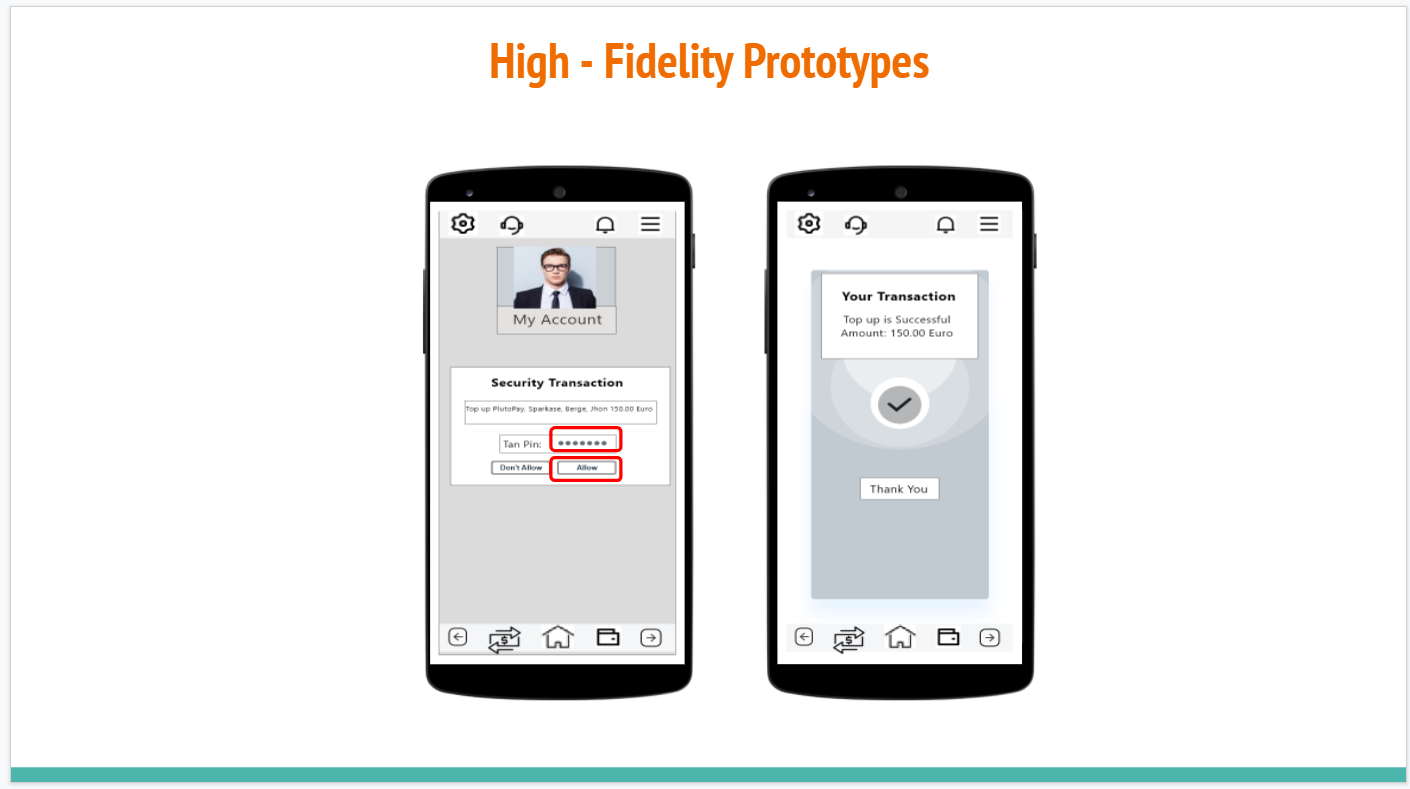 High - Fidelity Prototypes
My Account
Security Transaction
Top up PlutoPay, Sparkase, Berge, Jhon 150.00 Euro
Tan Pin: ●●●●●●●
Don't Allow Allow
Your Transaction
Top up is Successful
Amount: 150.00 Euro
Thank You